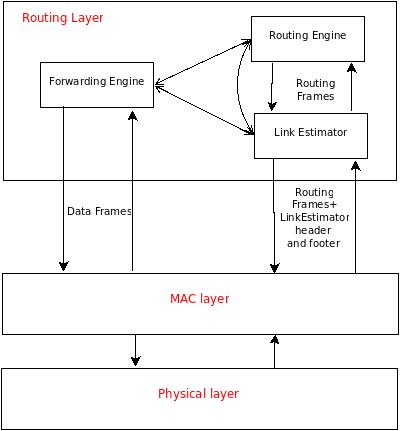 Routing Layer
Routing Engine
Forwarding Engine
Routing
Frames
Link Estimator
Data Frames
Routing
Frames+
LinkEstimator
header
and footer
MAC layer
Physical layer